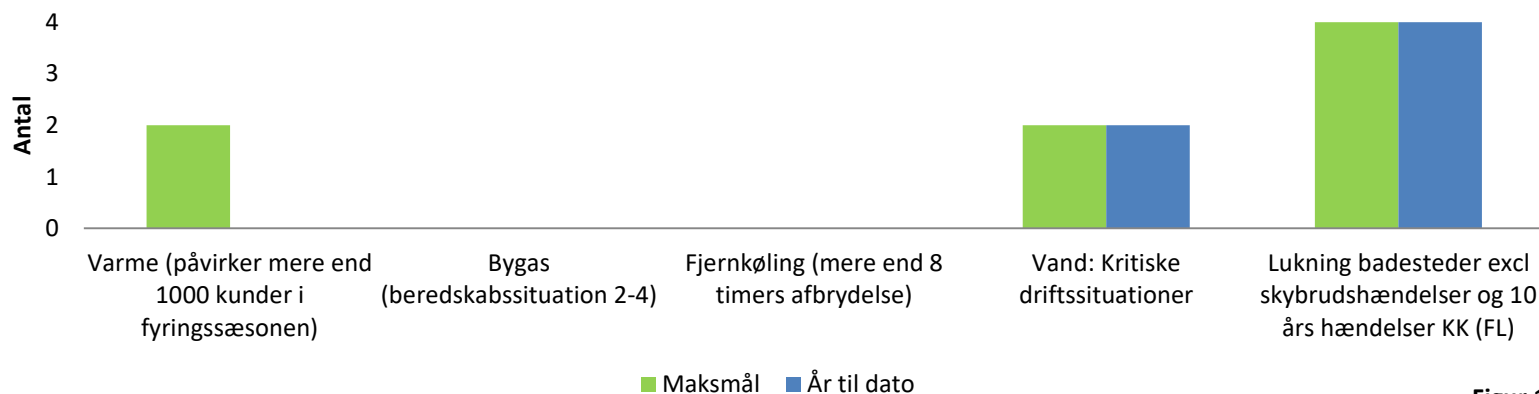 4
3
2
1
0
Antal
Varme (påvirker mere end
1000 kunder i
fyringssæsonen)
Bygas
(beredskabssituation 2-4)
Fjernkøling (mere end 8
timers afbrydelse)
Vand: Kritiske
driftssituationer
Lukning badesteder excl
skybrudshændelser og 10
års hændelser KK (FL)
Maksmål
År til dato